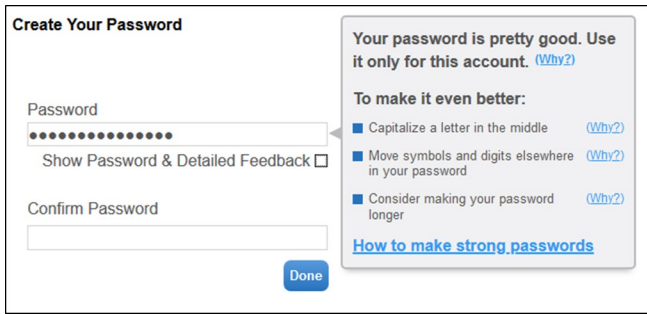 Create Your Password
Your password is pretty good. Use
it only for this account. (Why?)
To make it even better:
Capitalize a letter in the middle (Why?)
Move symbols and digits elsewhere (Why?)
in your password
Consider making your password (Why?)
longer
How to make strong passwords
Password
●●●●●●●●●●●●●●●
Show Password & Detailed Feedback
Confirm Password
Done